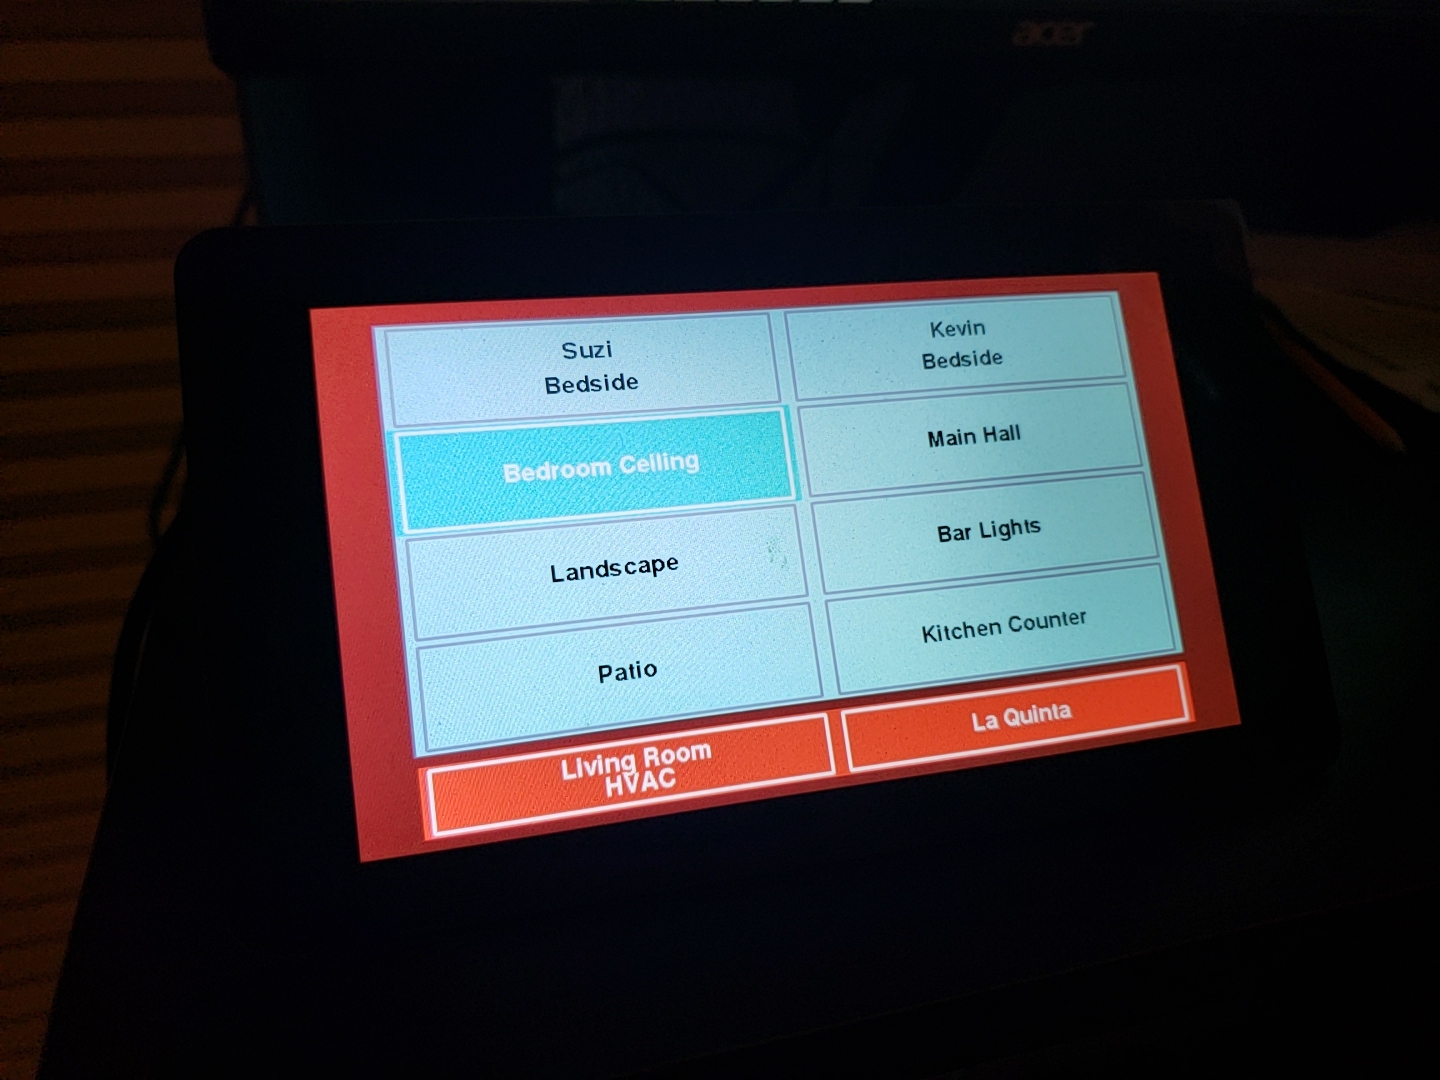 acer
Suzi
Bedside
Kevin
Bedside
Bedroom Ceiling
Main Hall
Landscape
Bar Lights
Patio
Kitchen Counter
Living Room
HVAC
La Quinta